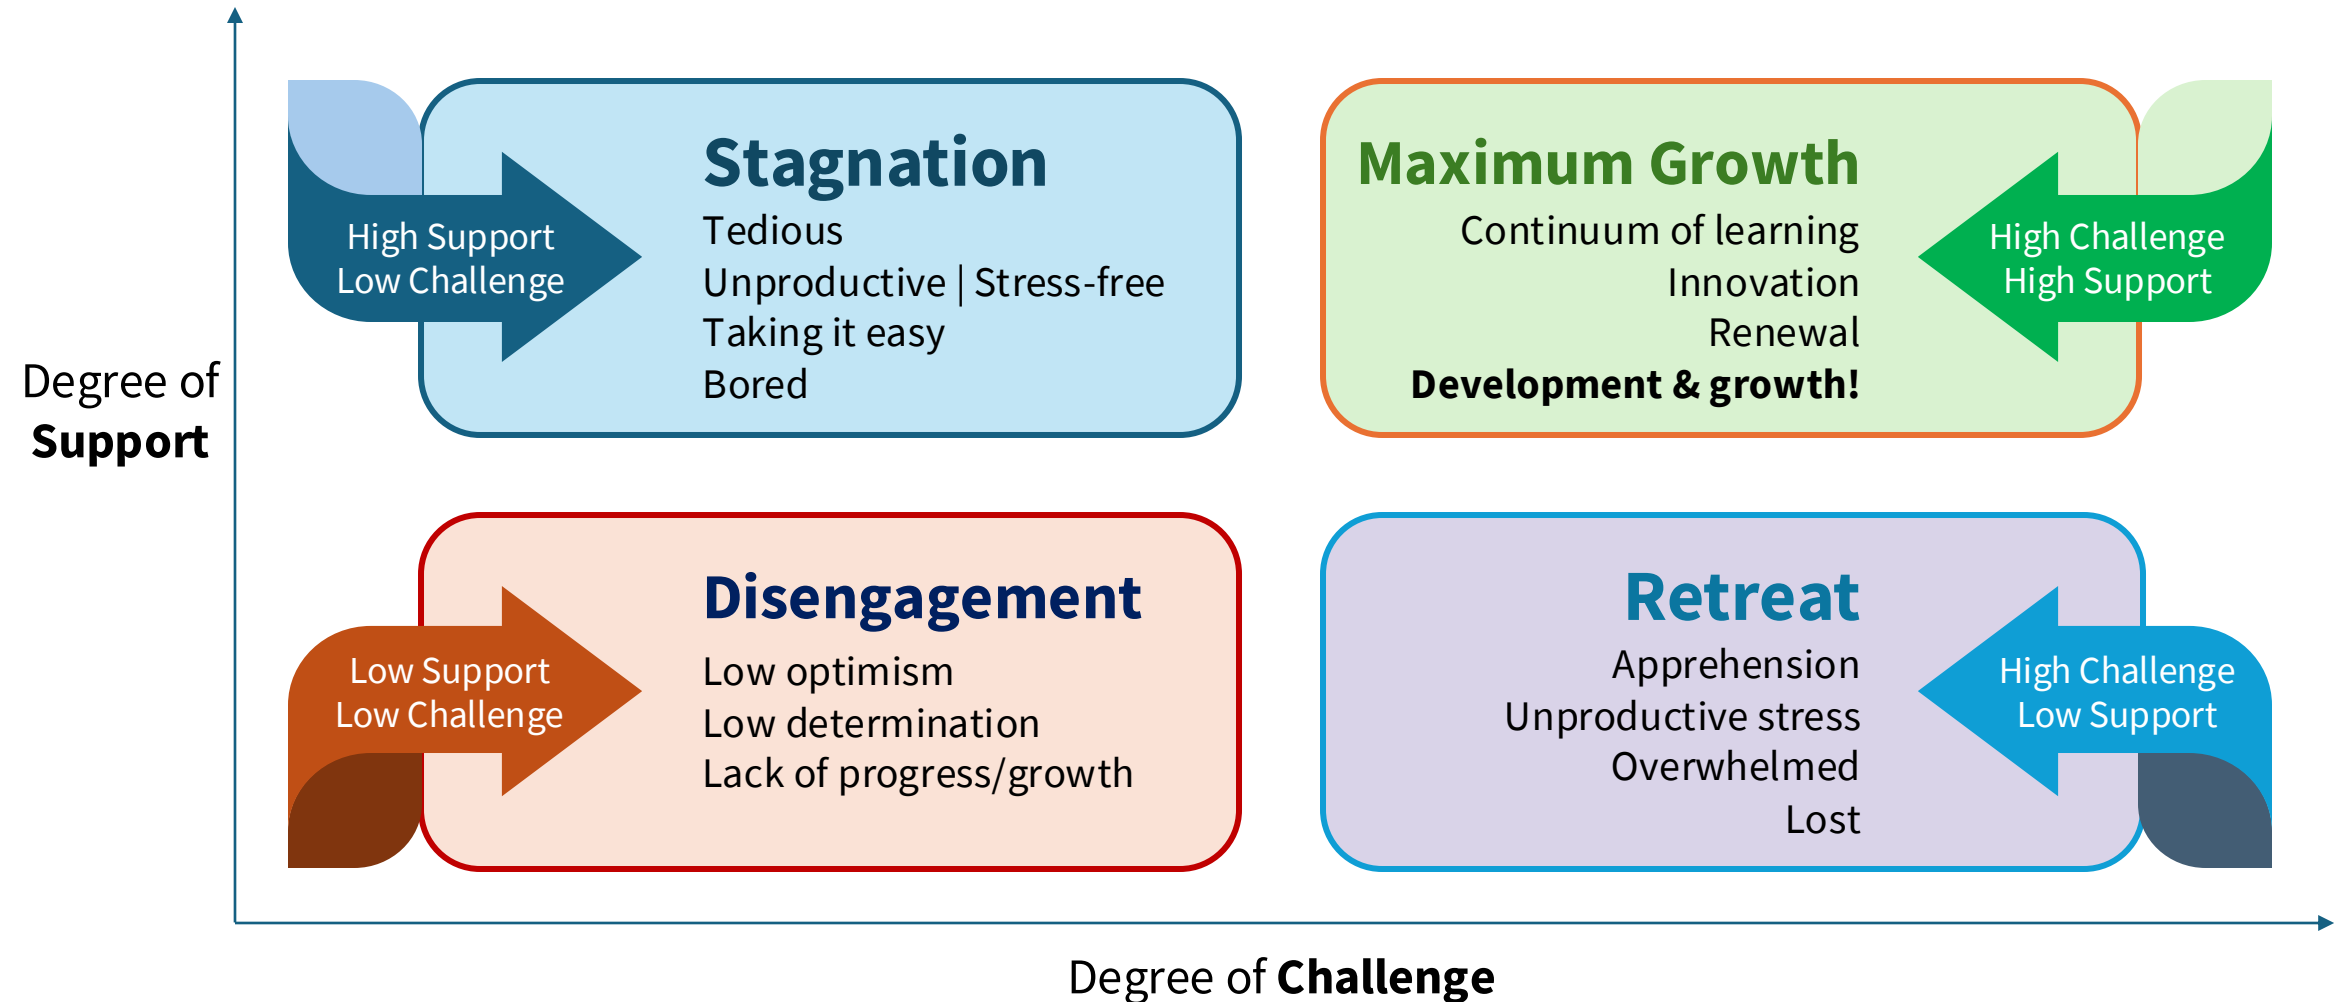 High Support
Low Challenge
Stagnation
Tedious
Unproductive | Stress-free
Taking it easy
Bored
Maximum Growth
Continuum of learning
Innovation
Renewal
Development & growth!
High Challenge
High Support
Degree of
Support
Low Support
Low Challenge
Disengagement
Low optimism
Low determination
Lack of progress/growth
Retreat
Apprehension
Unproductive stress
Overwhelmed
Lost
High Challenge
Low Support
Degree of Challenge